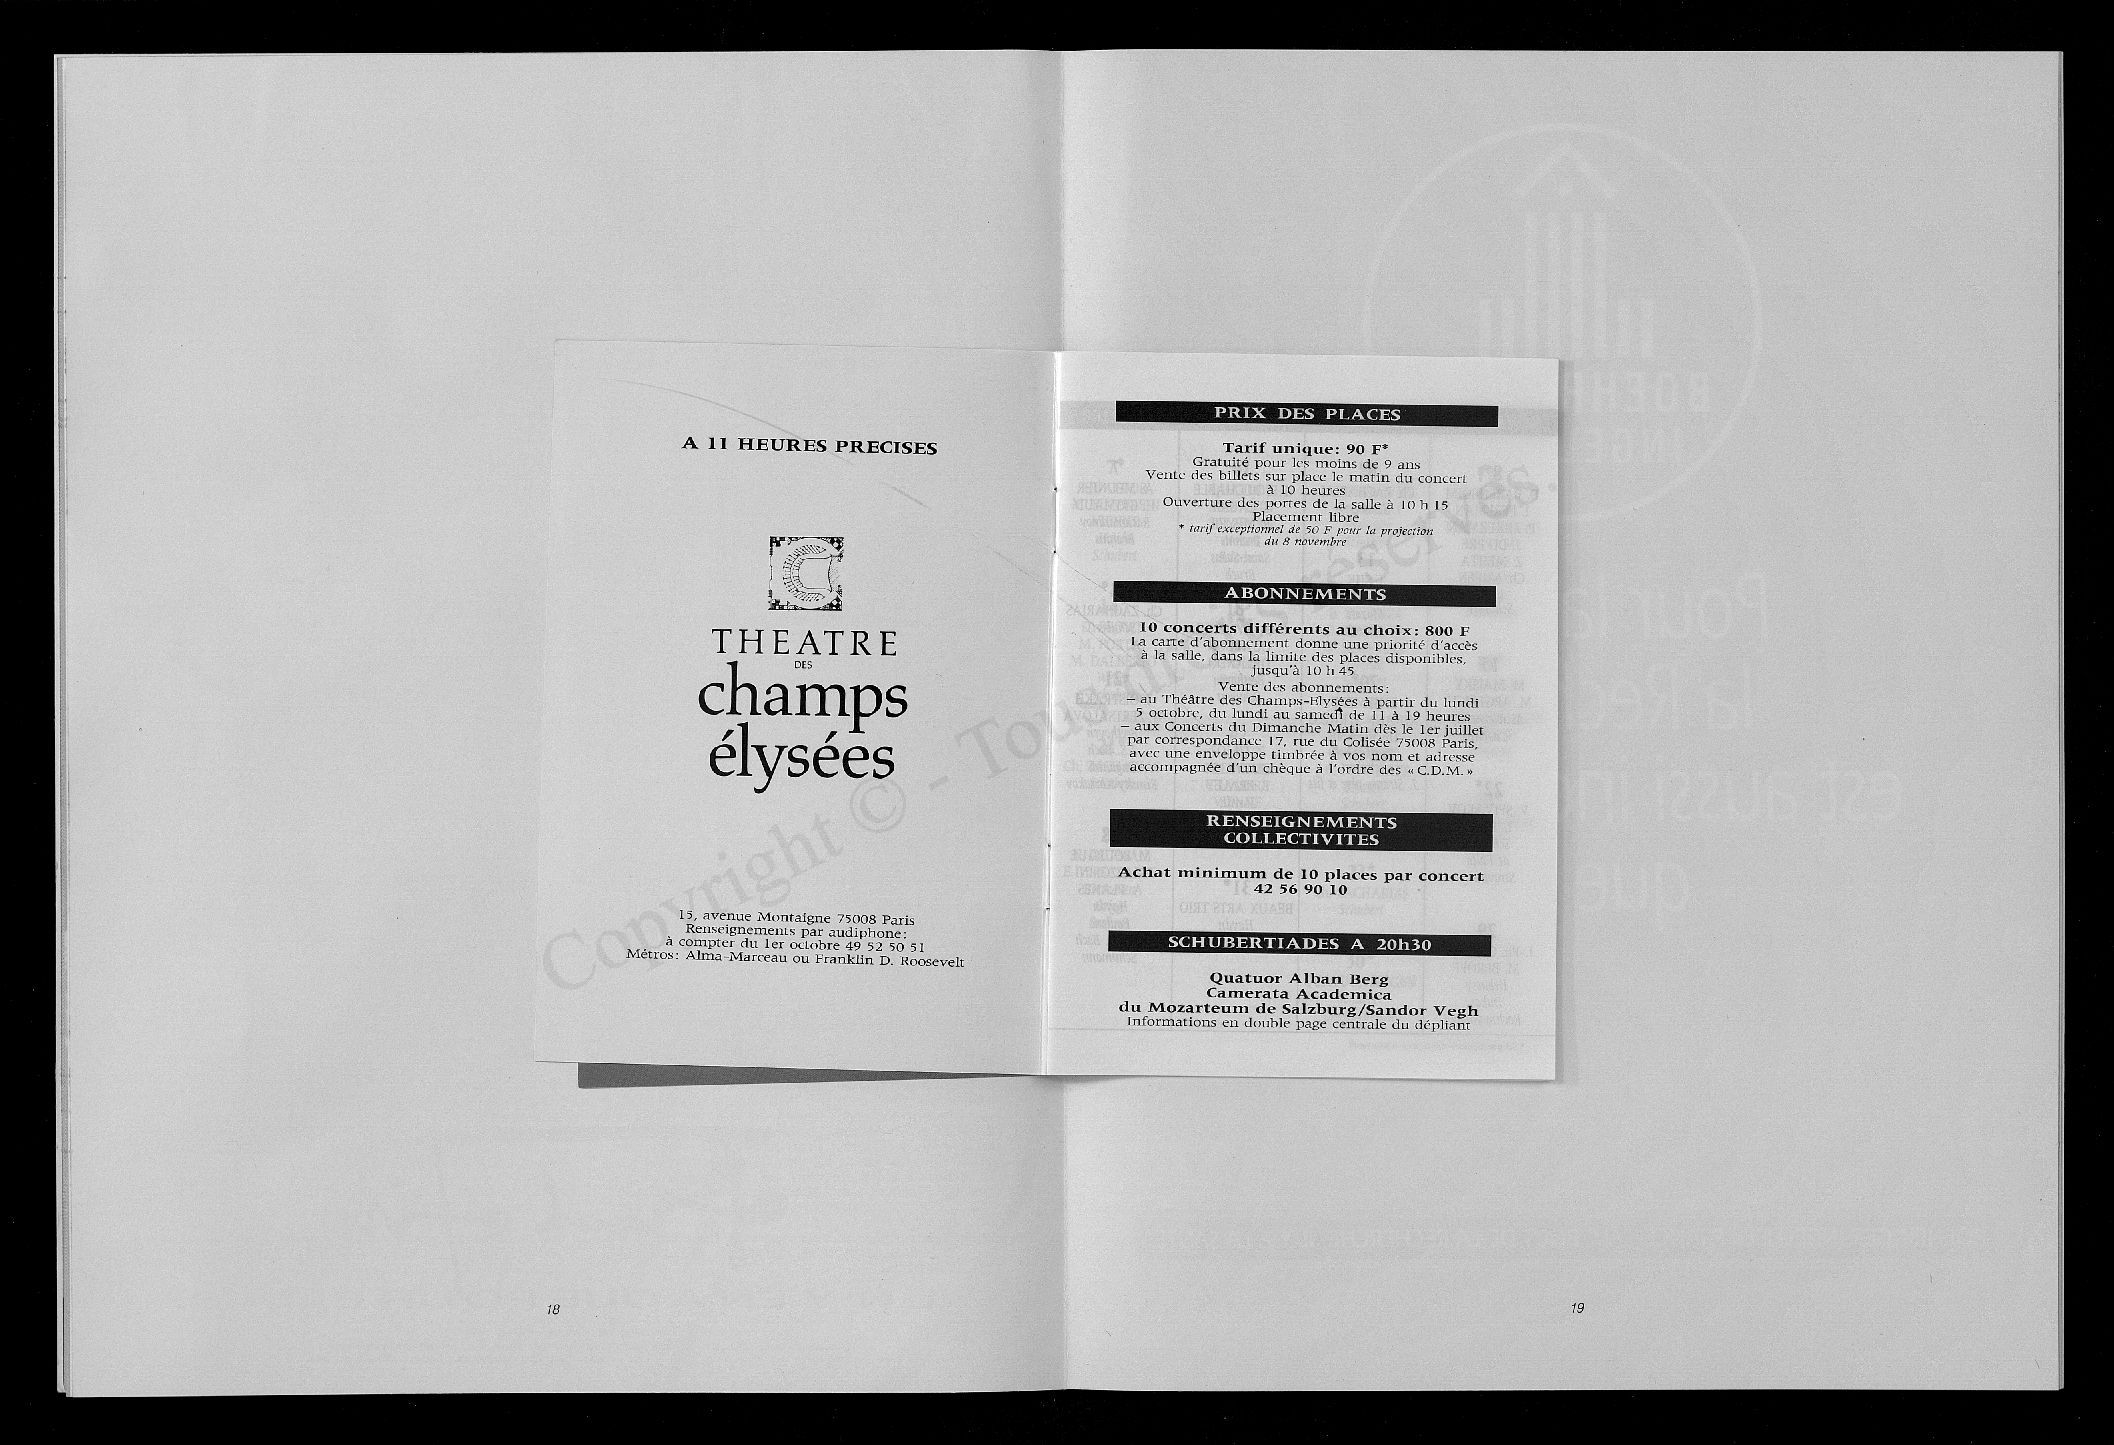 A 11 HEURES PRECISES
THEATRE
DES
champs
élysées
15, avenue Montaigne 75008 Paris
Renseignements par audiphone:
à compter du 1er octobre 49 52 50 51
Métros: Alma-Marceau ou Franklin D. Roosevelt
PRIX DES PLACES
Tarif unique: 90 F*
Gratuité pour les moins de 9 ans
Vente des billets sur place le matin du concert
à 10 heures
Ouverture des portes de la salle à 10 h 15
Placement libre
* tarif exceptionnel de 50 F pour la projection
du 8 novembre
ABONNEMENTS
10 concerts différents au choix: 800 F
La carte d'abonnement donne une priorité d'accès
à la salle, dans la limite des places disponibles,
jusqu'à 10 h 45
Vente des abonnements:
– au Théâtre des Champs-Elysées à partir du lundi
5 octobre, du lundi au samedi de 11 à 19 heures
– aux Concerts du Dimanche Matin dès le 1er juillet
par correspondance 17, rue du Colisée 75008 Paris,
avec une enveloppe timbrée à vos nom et adresse
accompagnée d'un chèque à l'ordre des « C.D.M. »
RENSEIGNEMENTS
COLLECTIVITES
Achat minimum de 10 places par concert
42 56 90 10
SCHUBERTIADES A 20h30
Quatuor Alban Berg
Camerata Academica
du Mozarteum de Salzburg/Sandor Vegh
Informations en double page centrale du dépliant
Copyright © - Tous droits réservés.
18
19